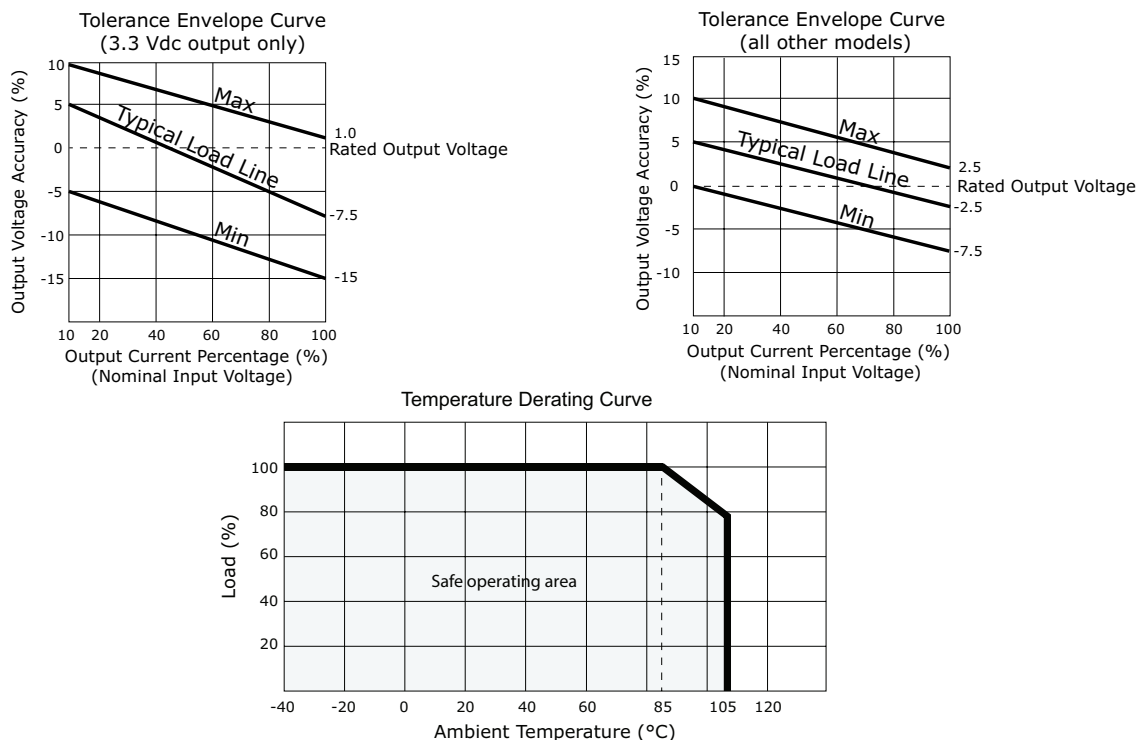 Tolerance Envelope Curve
(3.3 Vdc output only)
Output Voltage Accuracy (%)
10
5
0
-5
-10
-15
Max
Typical Load Line
Min
1.0
Rated Output Voltage
-7.5
-15
10 20 40 60 80 100
Output Current Percentage (%)
(Nominal Input Voltage)
Tolerance Envelope Curve
(all other models)
Output Voltage Accuracy (%)
15
10
5
0
-5
-10
Max
Typical Load Line
Min
2.5
Rated Output Voltage
-2.5
-7.5
10 20 40 60 80 100
Output Current Percentage (%)
(Nominal Input Voltage)
Temperature Derating Curve
Load (%)
100
80
60
40
20
Safe operating area
-40 -20 0 20 40 60 85 105 120
Ambient Temperature (°C)